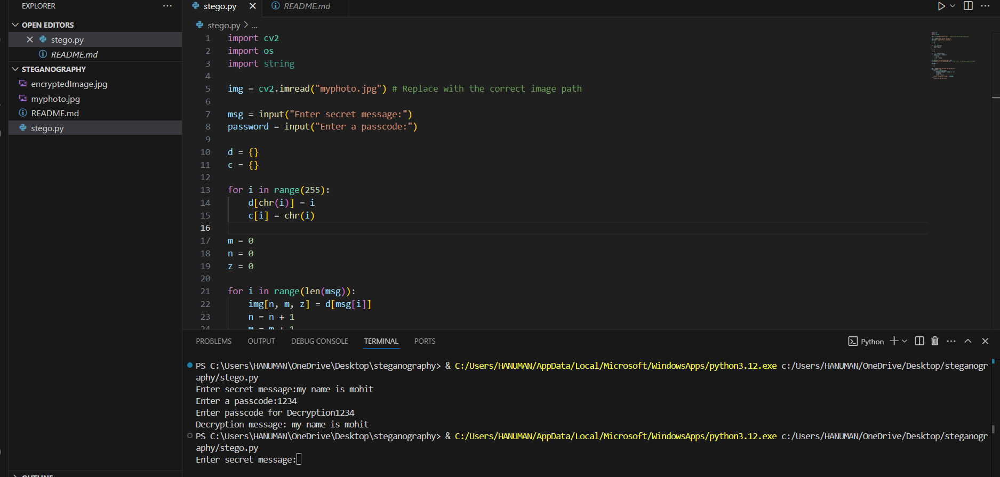 EXPLORER ...
OPEN EDITORS
stego.py
README.md
STEGANOGRAPHY
encryptedImage.jpg
myphoto.jpg
README.md
stego.py
stego.py
README.md
stego.py > ...
1 import cv2
2 import os
3 import string
4
5 img = cv2.imread("myphoto.jpg") # Replace with the correct image path
6
7 msg = input("Enter secret message:")
8 password = input("Enter a passcode:")
9
10 d = {}
11 c = {}
12
13 for i in range(255):
14 d[chr(i)] = i
15 c[i] = chr(i)
16
17 m = 0
18 n = 0
19 z = 0
20
21 for i in range(len(msg)):
22 img[n, m, z] = d[msg[i]]
23 n = n + 1
24 m = m + 1
PROBLEMS OUTPUT DEBUG CONSOLE TERMINAL PORTS
Python
PS C:\Users\HANUMAN\OneDrive\Desktop\steganography> & C:/Users/HANUMAN/AppData/Local/Microsoft/WindowsApps/python3.12.exe c:/Users/HANUMAN/OneDrive/Desktop/steganogr
aphy/stego.py
Enter secret message:my name is mohit
Enter a passcode:1234
Enter passcode for Decryption1234
Decryption message: my name is mohit
PS C:\Users\HANUMAN\OneDrive\Desktop\steganography> & C:/Users/HANUMAN/AppData/Local/Microsoft/WindowsApps/python3.12.exe c:/Users/HANUMAN/OneDrive/Desktop/steganogr
aphy/stego.py
Enter secret message:
OUTLINE